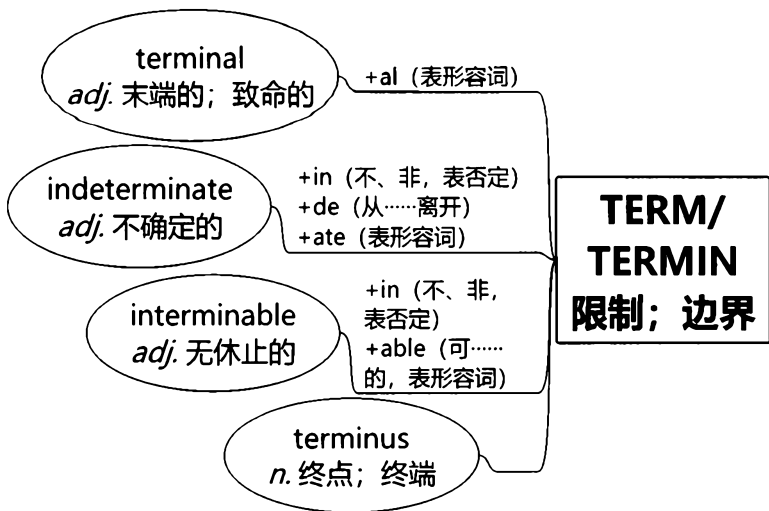 terminal
adj. 末端的；致命的
+al（表形容词）
indeterminate
adj. 不确定的
+in（不、非，表否定）
+de（从……离开）
+ate（表形容词）
interminable
adj. 无休止的
+in（不、非，
表否定）
+able（可……
的，表形容词）
terminus
n. 终点；终端
TERM/
TERMIN
限制；边界